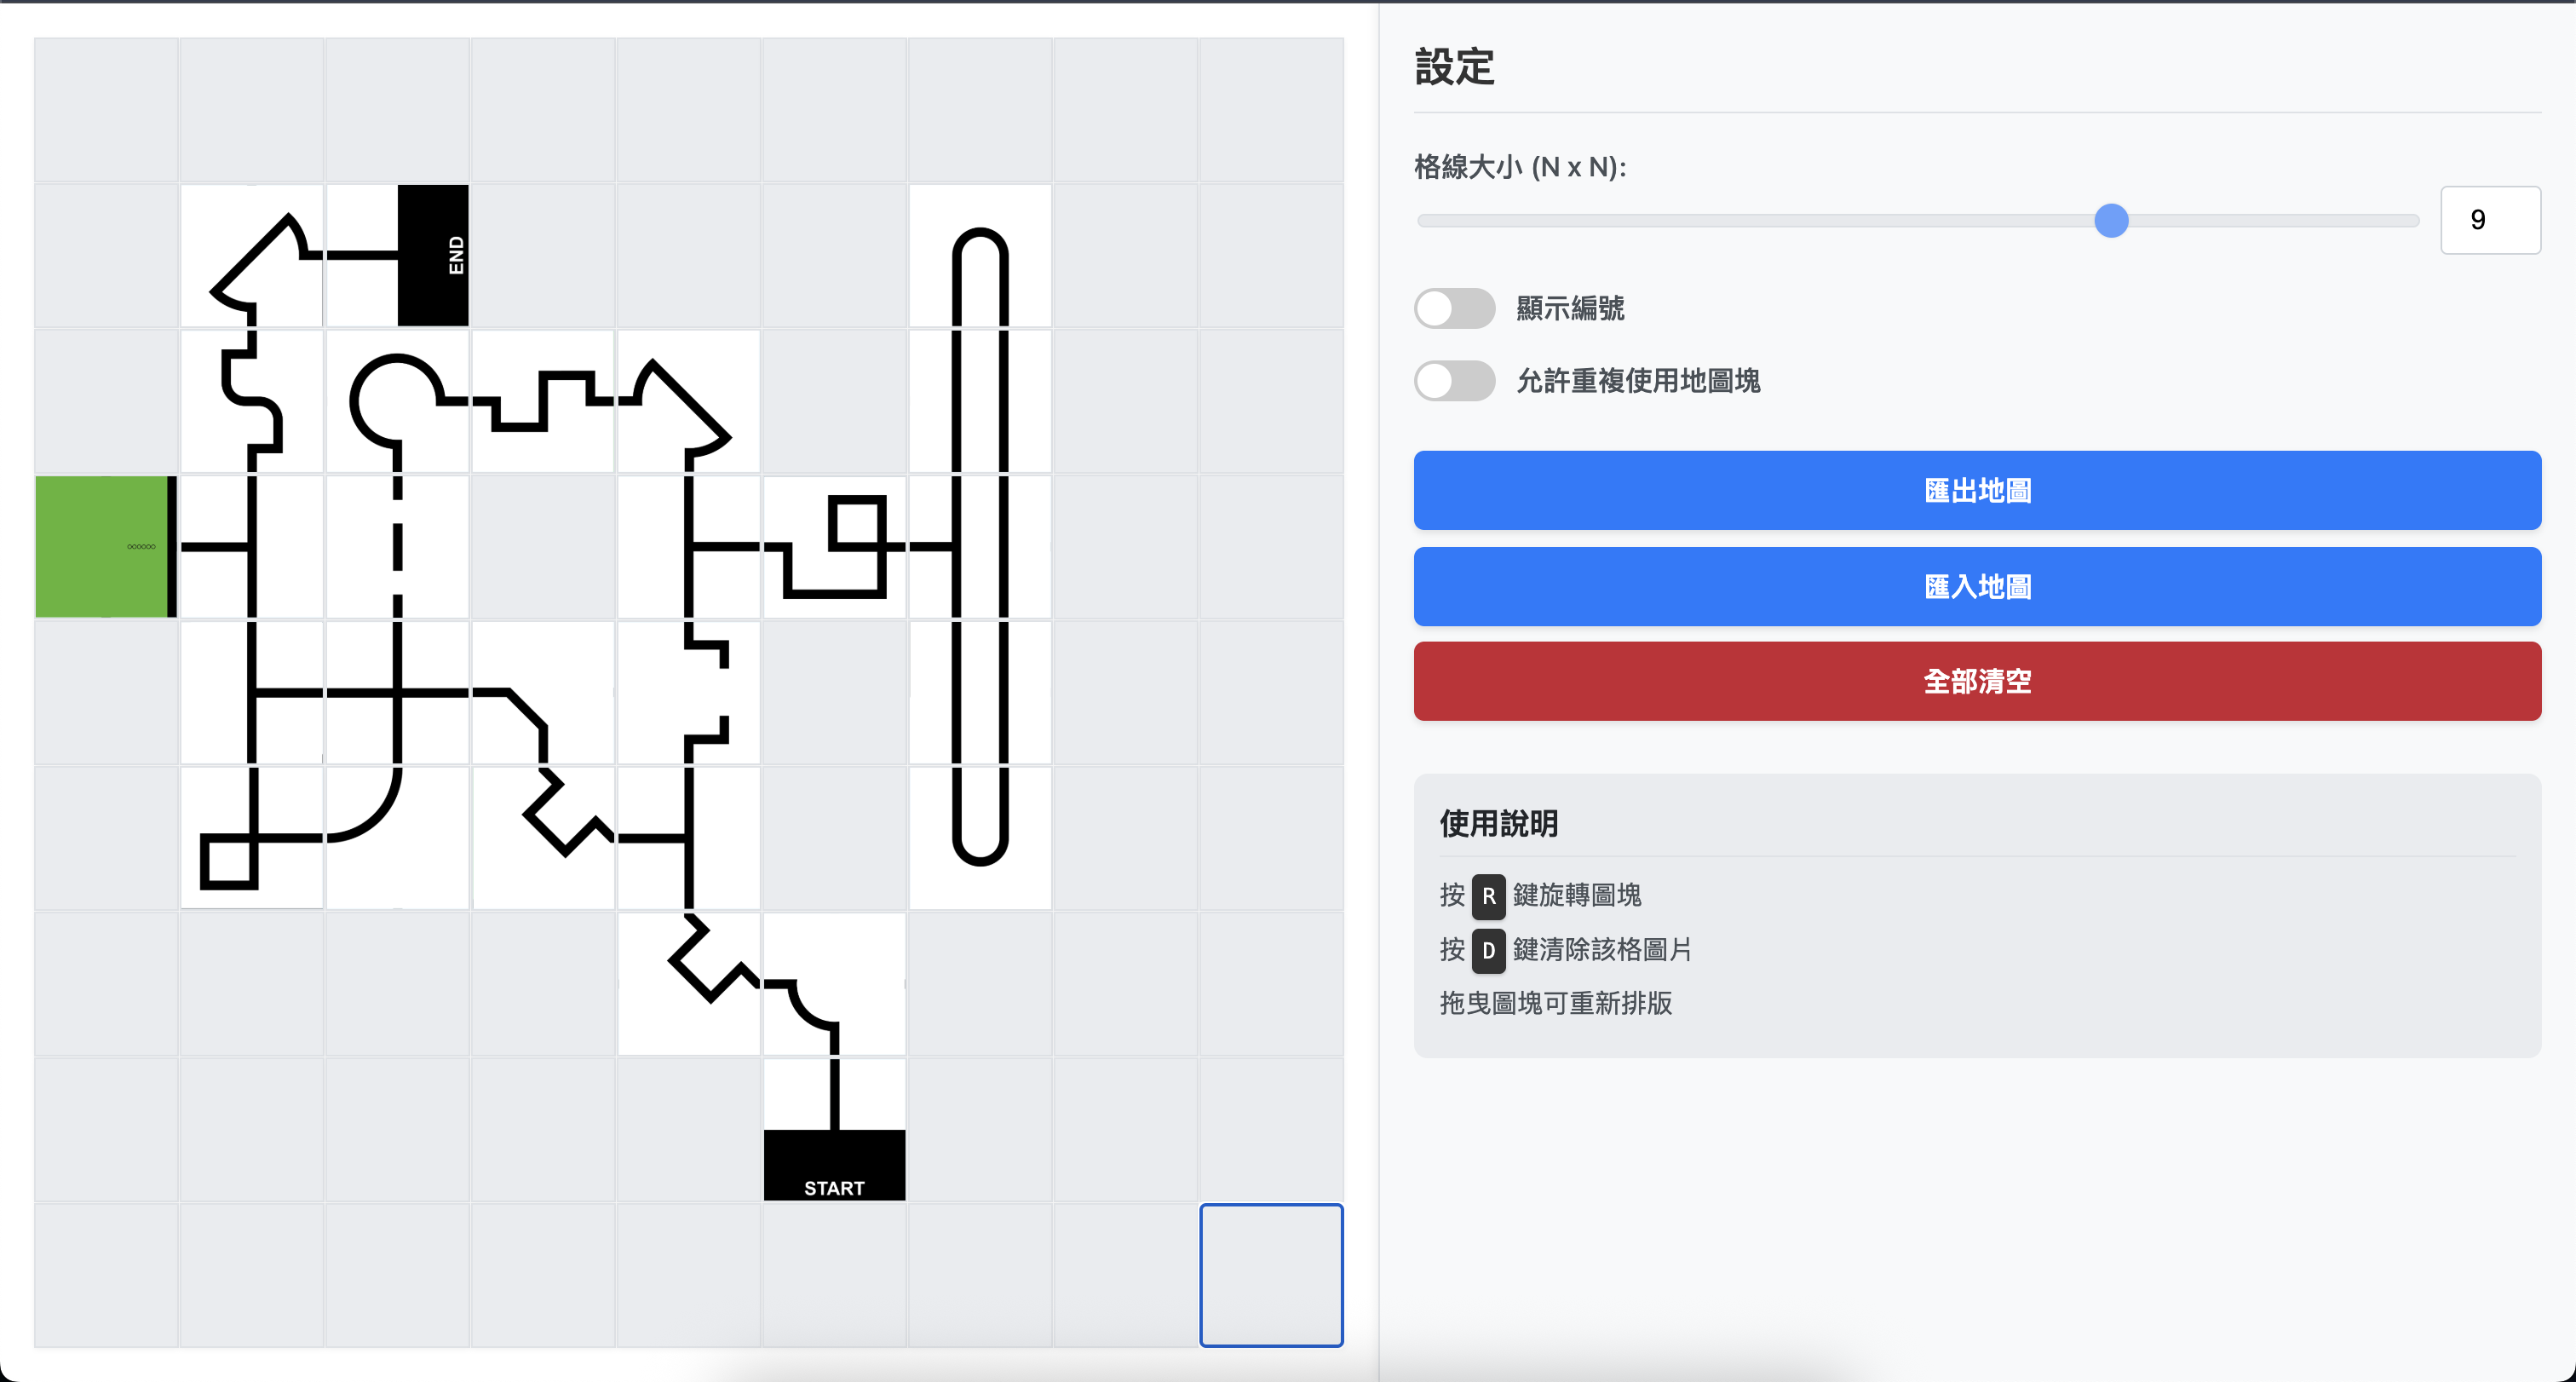 END
START
設定
格線大小 (N x N):
9
顯示編號
允許重複使用地圖塊
匯出地圖
匯入地圖
全部清空
使用說明
按 R 鍵旋轉圖塊
按 D 鍵清除該格圖片
拖曳圖塊可重新排版